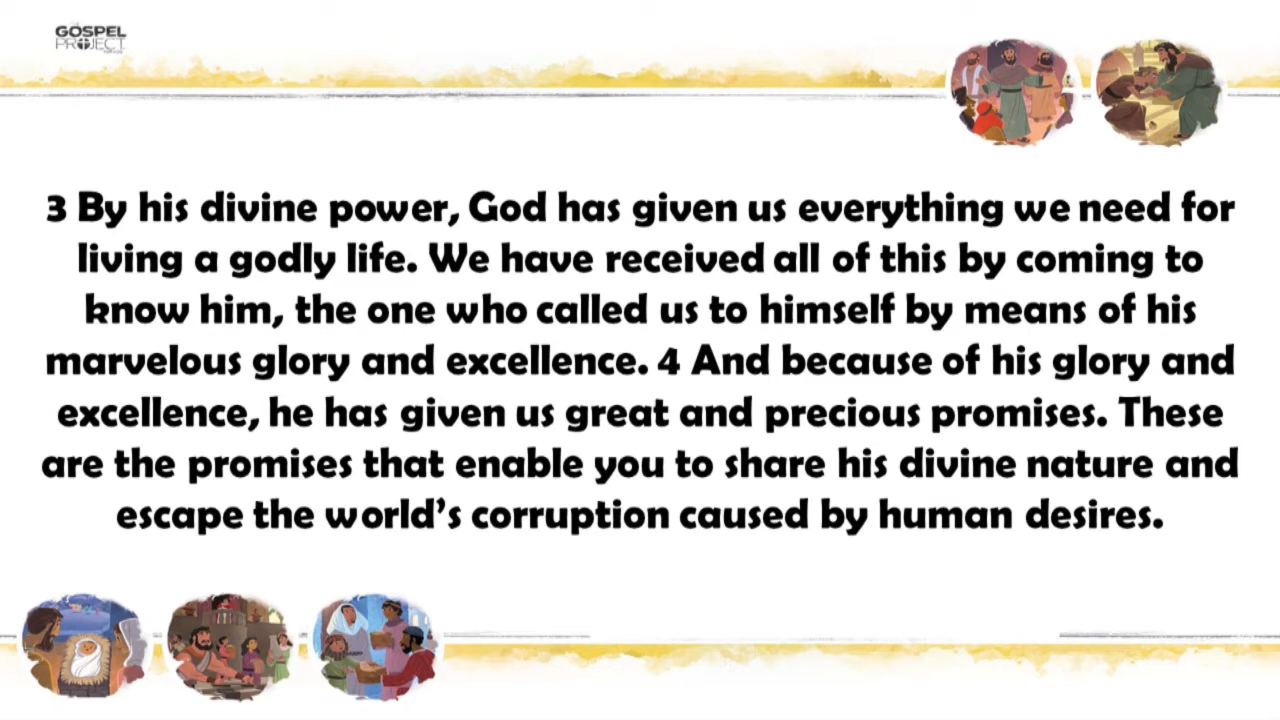 GOSPEL
PROJECT
3 By his divine power, God has given us everything we need for
living a godly life. We have received all of this by coming to
know him, the one who called us to himself by means of his
marvelous glory and excellence. 4 And because of his glory and
excellence, he has given us great and precious promises. These
are the promises that enable you to share his divine nature and
escape the world’s corruption caused by human desires.